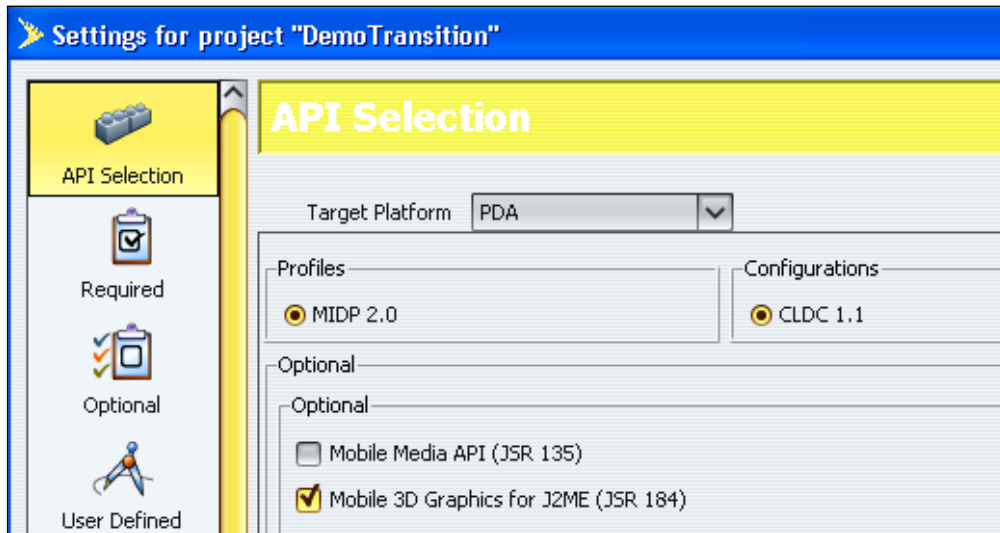 Settings for project "DemoTransition"
API Selection
API Selection
Target Platform PDA
Required
Profiles
MIDP 2.0
Configurations
CLDC 1.1
Optional
Optional
Optional
Mobile Media API (JSR 135)
Mobile 3D Graphics for J2ME (JSR 184)
User Defined